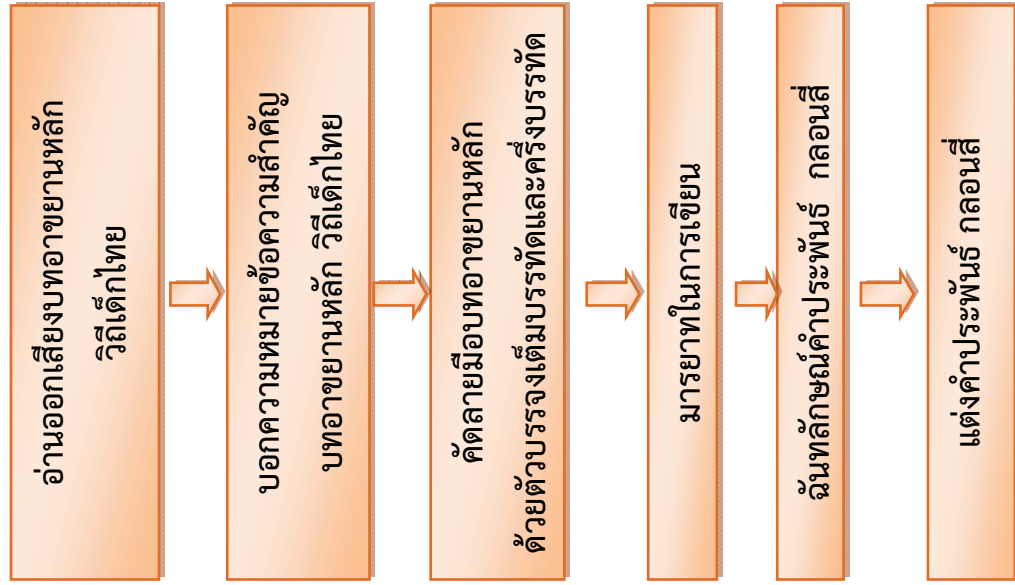 อ่านออกเสียงบทอาขยานหลัก
วิถีเด็กไทย
บอกความหมายข้อความสำคัญ
บทอาขยานหลัก วิถีเด็กไทย
คัดลายมือบทอาขยานหลัก
ด้วยตัวบรรจงเต็มบรรทัดและครึ่งบรรทัด
มารยาทในการเขียน
ฉันทลักษณ์คำประพันธ์ กลอนสี่
แต่งคำประพันธ์ กลอนสี่